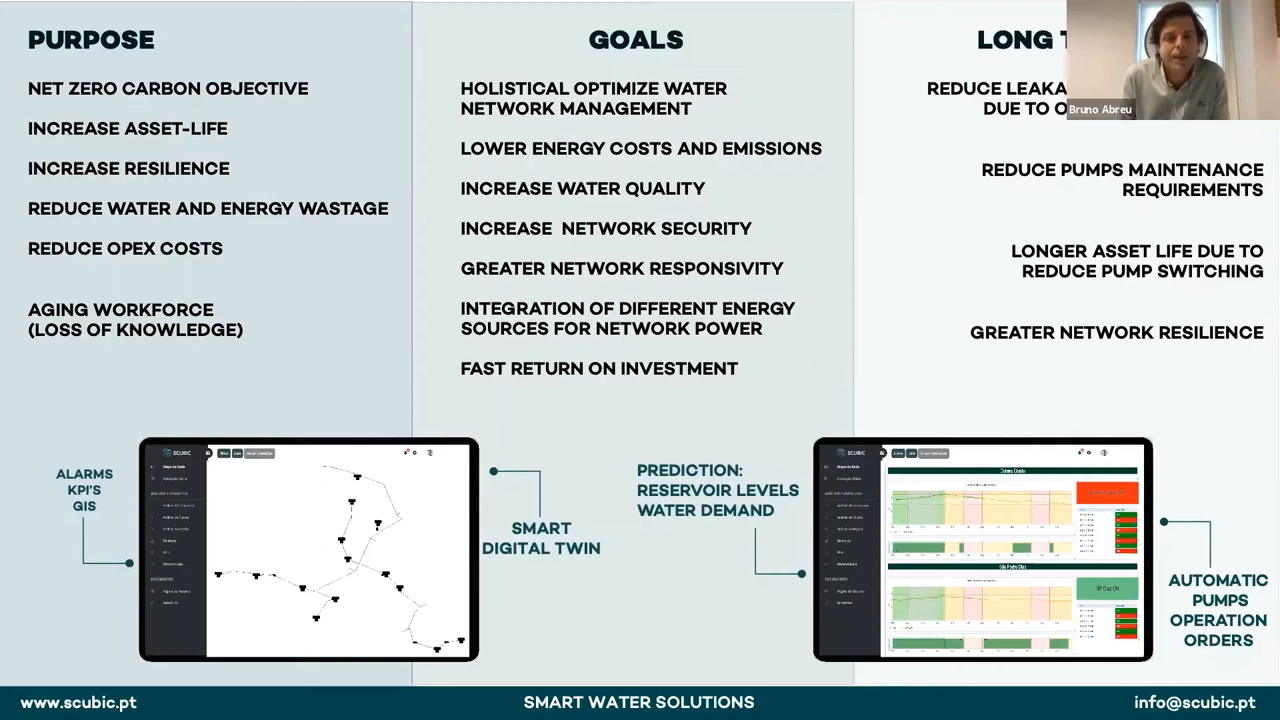 PURPOSE
NET ZERO CARBON OBJECTIVE
INCREASE ASSET-LIFE
INCREASE RESILIENCE
REDUCE WATER AND ENERGY WASTAGE
REDUCE OPEX COSTS
AGING WORKFORCE
(LOSS OF KNOWLEDGE)
GOALS
HOLISTICAL OPTIMIZE WATER
NETWORK MANAGEMENT
LOWER ENERGY COSTS AND EMISSIONS
INCREASE WATER QUALITY
INCREASE NETWORK SECURITY
GREATER NETWORK RESPONSIVITY
INTEGRATION OF DIFFERENT ENERGY
SOURCES FOR NETWORK POWER
FAST RETURN ON INVESTMENT
LONG
REDUCE
DUE TO
Bruno Abreu
REDUCE PUMPS MAINTENANCE
REQUIREMENTS
LONGER ASSET LIFE DUE TO
REDUCE PUMP SWITCHING
GREATER NETWORK RESILIENCE
ALARMS
KPI'S
GIS
SCUBIC
SMART
DIGITAL TWIN
PREDICTION:
RESERVOIR LEVELS
WATER DEMAND
SCUBIC
AUTOMATIC
PUMPS
OPERATION
ORDERS
www.scubic.pt
SMART WATER SOLUTIONS
info@scubic.pt